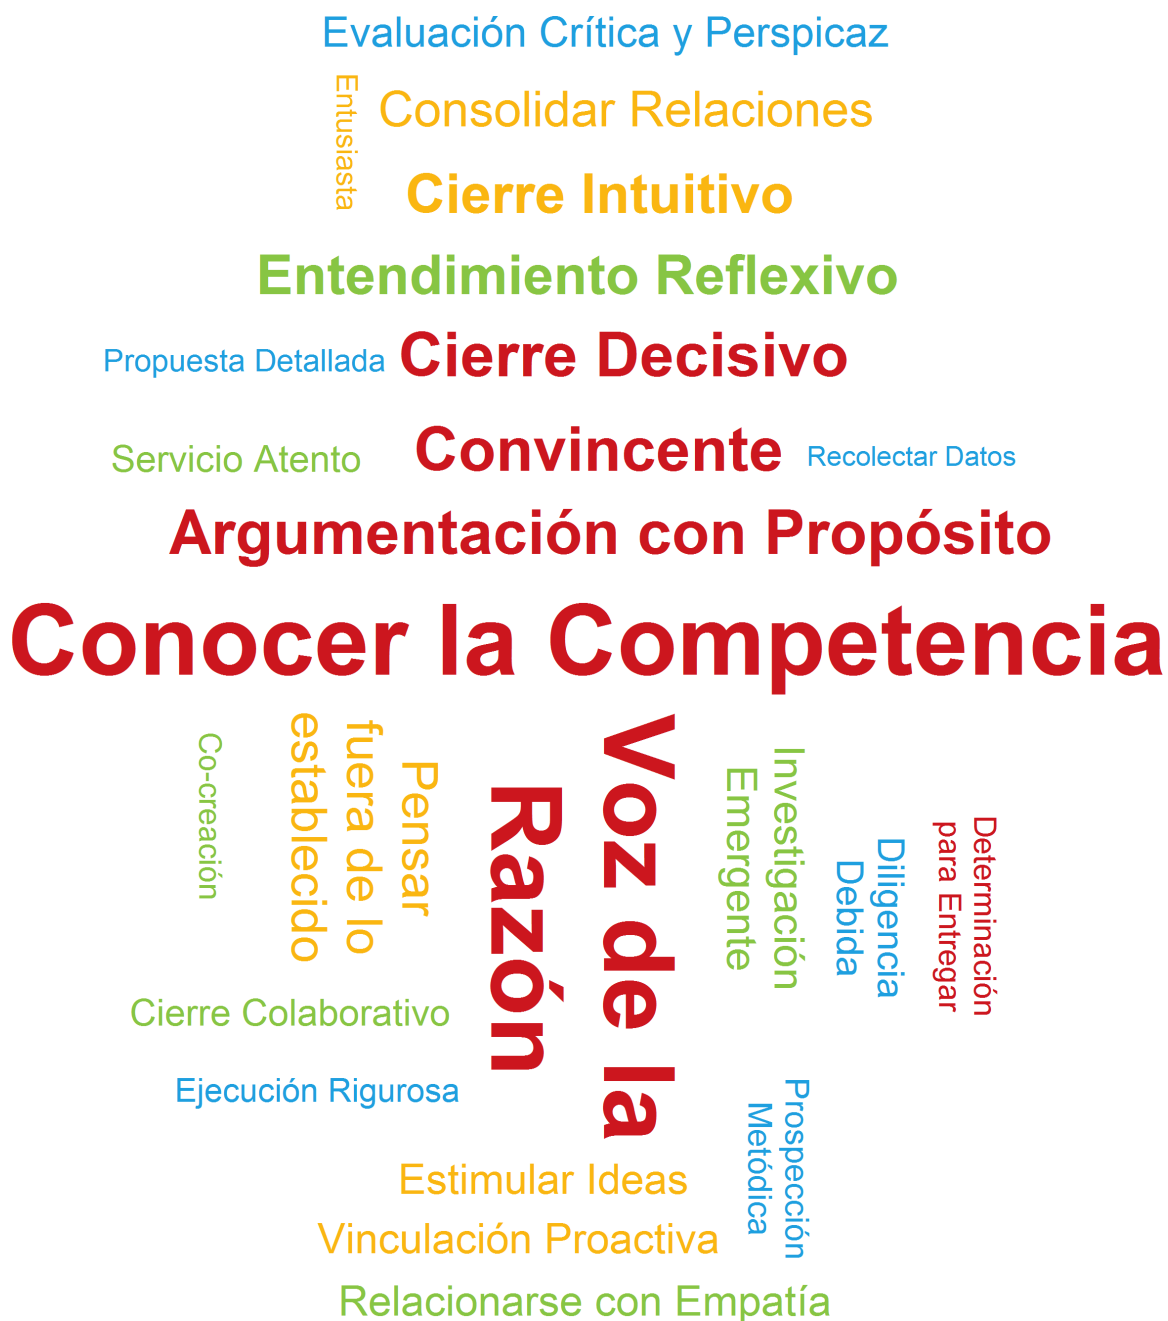 Evaluación Crítica y Perspicaz
Entusiasta
Consolidar Relaciones
Cierre Intuitivo
Entendimiento Reflexivo
Propuesta Detallada
Cierre Decisivo
Servicio Atento
Convincente
Recolectar Datos
Argumentación con Propósito
Conocer la Competencia
Co-creación
Pensar
fuera de lo
establecido
Voz de la
Razón
Investigación
Emergente
Diligencia
Debida
Determinación
para Entregar
Cierre Colaborativo
Ejecución Rigurosa
Prospección
Metódica
Estimular Ideas
Vinculación Proactiva
Relacionarse con Empatía